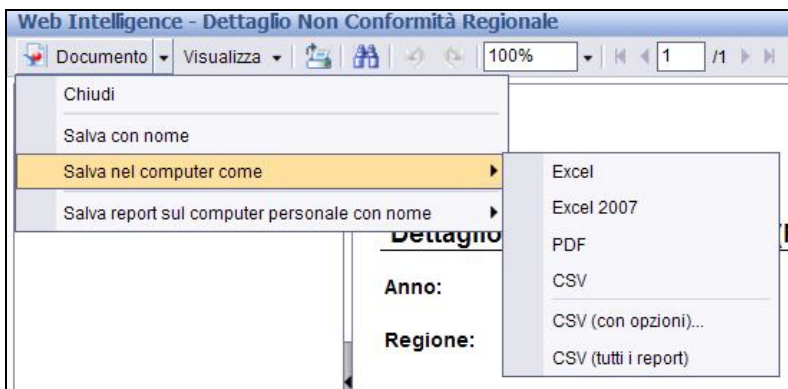 Web Intelligence - Dettaglio Non Conformità Regionale
Documento Visualizza 100% 1 /1
Chiudi
Salva con nome
Salva nel computer come
Salva report sul computer personale con nome
Excel
Excel 2007
PDF
CSV
CSV (con opzioni)...
CSV (tutti i report)
Dettaglio
Anno:
Regione: